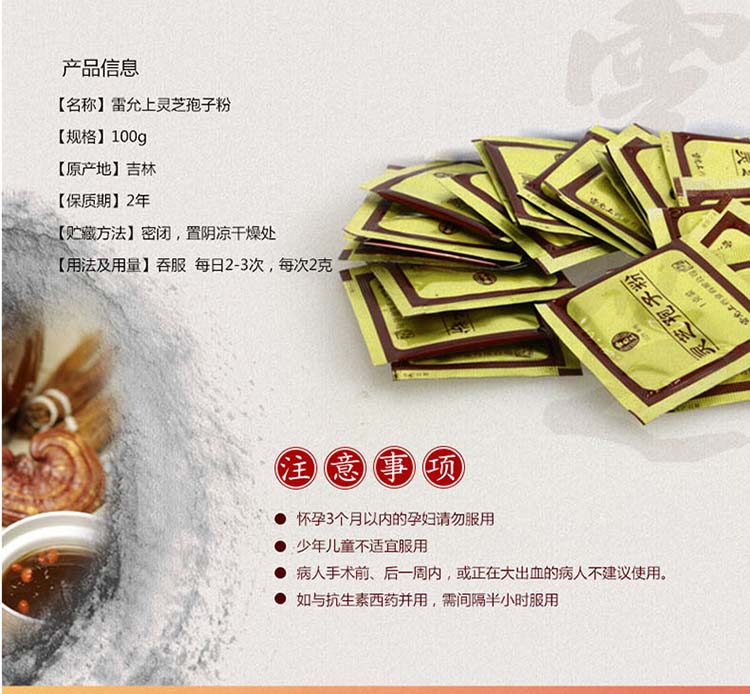 产品信息
【名称】雷允上灵芝孢子粉
【规格】100g
【原产地】吉林
【保质期】2年
【贮藏方法】密闭，置阴凉干燥处
【用法及用量】吞服 每日2-3次，每次2克
灵芝孢子粉
注意事项
● 怀孕3个月以内的孕妇请勿服用
● 少年儿童不适宜服用
● 病人手术前、后一周内，或正在大出血的病人不建议使用。
● 如与抗生素西药并用，需间隔半小时服用